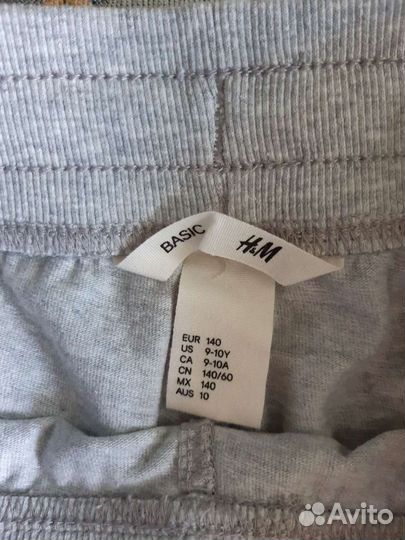 BASIC H&M
EUR 140
US 9-10Y
CA 9-10A
CN 140/60
MX 140
AUS 10
Avito